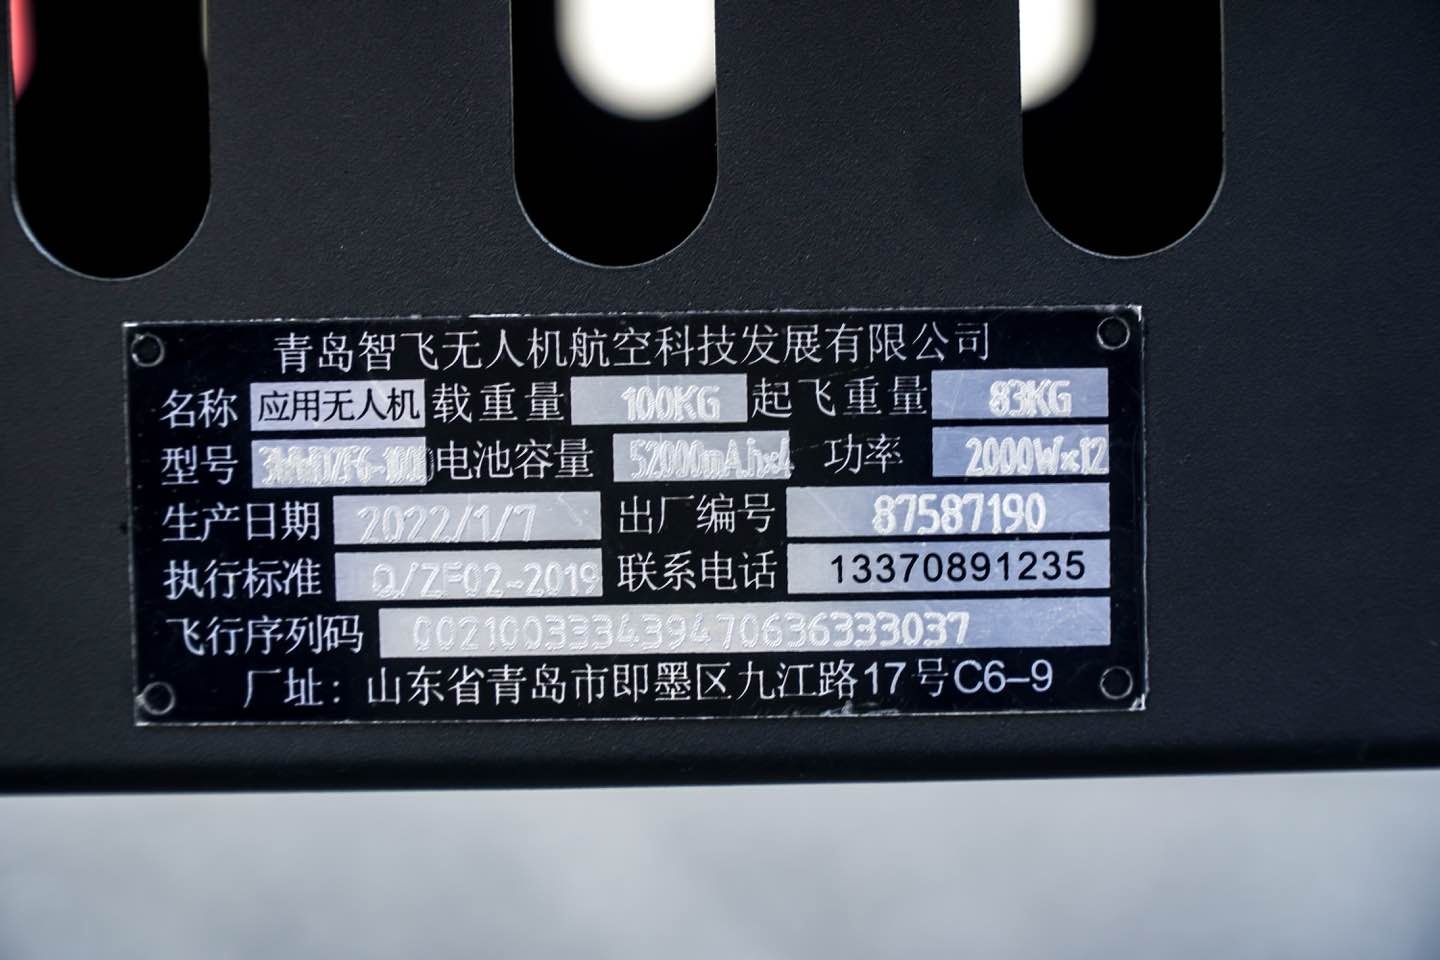 青岛智飞无人机航空科技发展有限公司
名称 应用无人机 载重量 100KG 起飞重量 83KG
型号 电池容量 52000mA.h×4 功率 2000W×12
生产日期 2022/1/7 出厂编号 87587190
执行标准 Q/ZF02-2019 联系电话 13370891235
飞行序列码 002100333439470636333037
厂址：山东省青岛市即墨区九江路17号C6-9